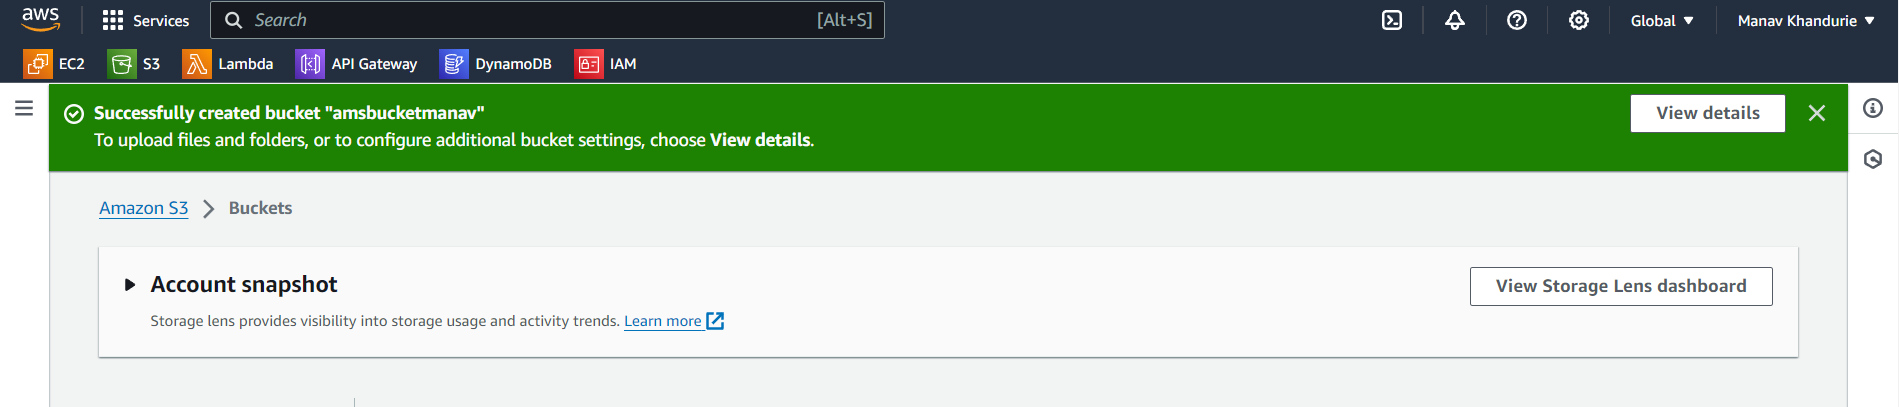 aws Services Search [Alt+S] Global Manav Khandurie
EC2 S3 Lambda API Gateway DynamoDB IAM
Successfully created bucket "amsbucketmanav"
To upload files and folders, or to configure additional bucket settings, choose View details.
View details
Amazon S3 > Buckets
Account snapshot
Storage lens provides visibility into storage usage and activity trends. Learn more
View Storage Lens dashboard